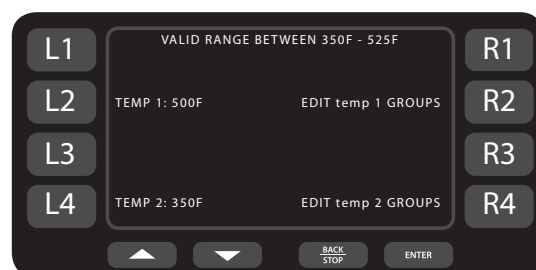 VALID RANGE BETWEEN 350F - 525F
L1 R1
L2 TEMP 1: 500F EDIT temp 1 GROUPS R2
L3 R3
L4 TEMP 2: 350F EDIT temp 2 GROUPS R4
BACK
STOP
ENTER